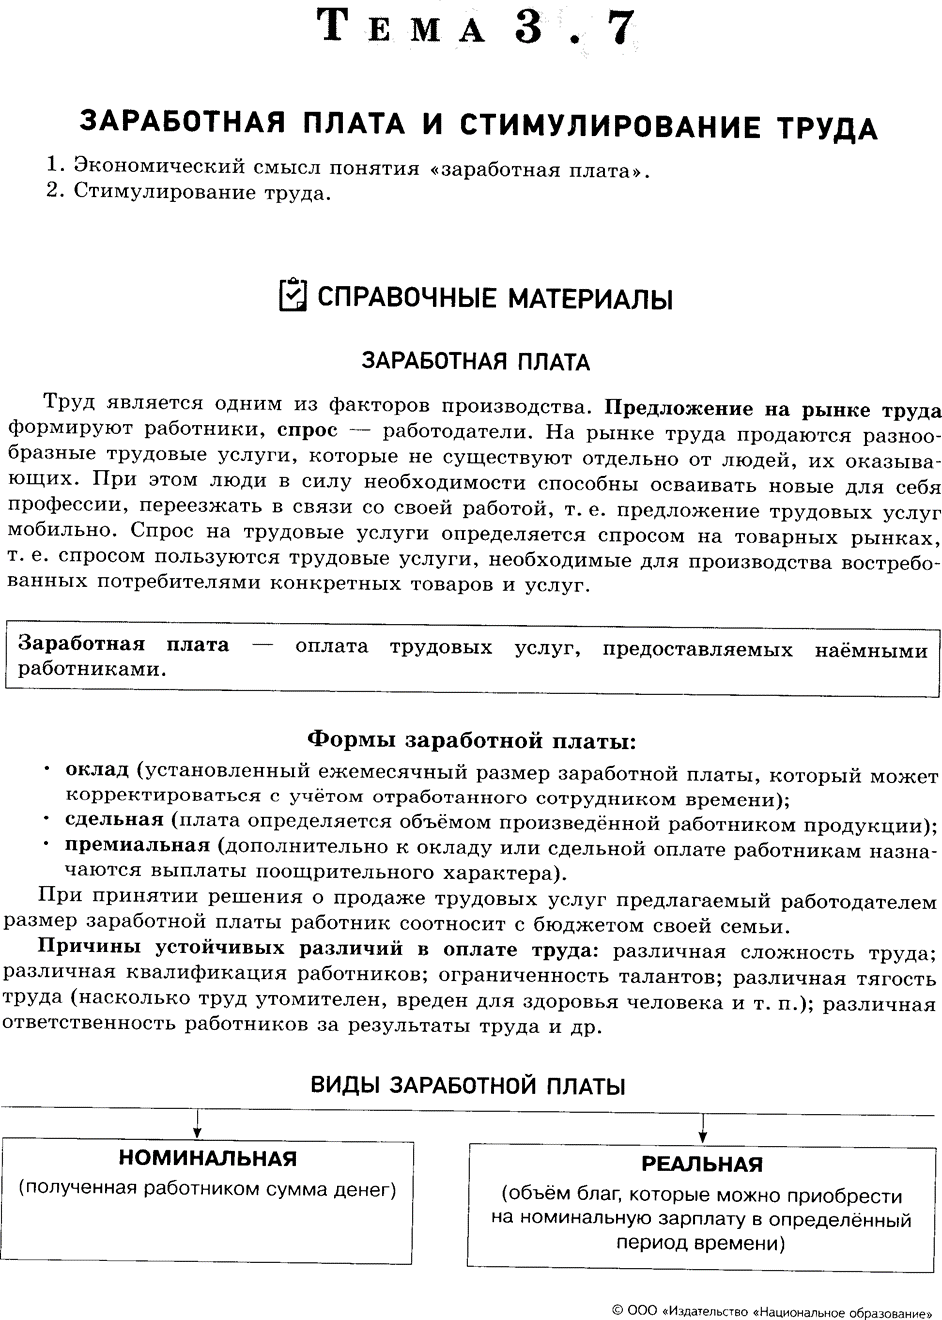 Тема 3.7
ЗАРАБОТНАЯ ПЛАТА И СТИМУЛИРОВАНИЕ ТРУДА
1. Экономический смысл понятия «заработная плата».
2. Стимулирование труда.
СПРАВОЧНЫЕ МАТЕРИАЛЫ
ЗАРАБОТНАЯ ПЛАТА
Труд является одним из факторов производства. Предложение на рынке труда
формируют работники, спрос — работодатели. На рынке труда продаются разноо-
бразные трудовые услуги, которые не существуют отдельно от людей, их оказыва-
ющих. При этом люди в силу необходимости способны осваивать новые для себя
профессии, переезжать в связи со своей работой, т. е. предложение трудовых услуг
мобильно. Спрос на трудовые услуги определяется спросом на товарных рынках,
т. е. спросом пользуются трудовые услуги, необходимые для производства востребо-
ванных потребителями конкретных товаров и услуг.
Заработная плата — оплата трудовых услуг, предоставляемых наёмными
работниками.
Формы заработной платы:
• оклад (установленный ежемесячный размер заработной платы, который может
корректироваться с учётом отработанного сотрудником времени);
• сдельная (плата определяется объёмом произведённой работником продукции);
• премиальная (дополнительно к окладу или сдельной оплате работникам назна-
чаются выплаты поощрительного характера).
При принятии решения о продаже трудовых услуг предлагаемый работодателем
размер заработной платы работник соотносит с бюджетом своей семьи.
Причины устойчивых различий в оплате труда: различная сложность труда;
различная квалификация работников; ограниченность талантов; различная тягость
труда (насколько труд утомителен, вреден для здоровья человека и т. п.); различная
ответственность работников за результаты труда и др.
ВИДЫ ЗАРАБОТНОЙ ПЛАТЫ
НОМИНАЛЬНАЯ
(полученная работником сумма денег)
РЕАЛЬНАЯ
(объём благ, которые можно приобрести
на номинальную зарплату в определённый
период времени)
© ООО «Издательство «Национальное образование»